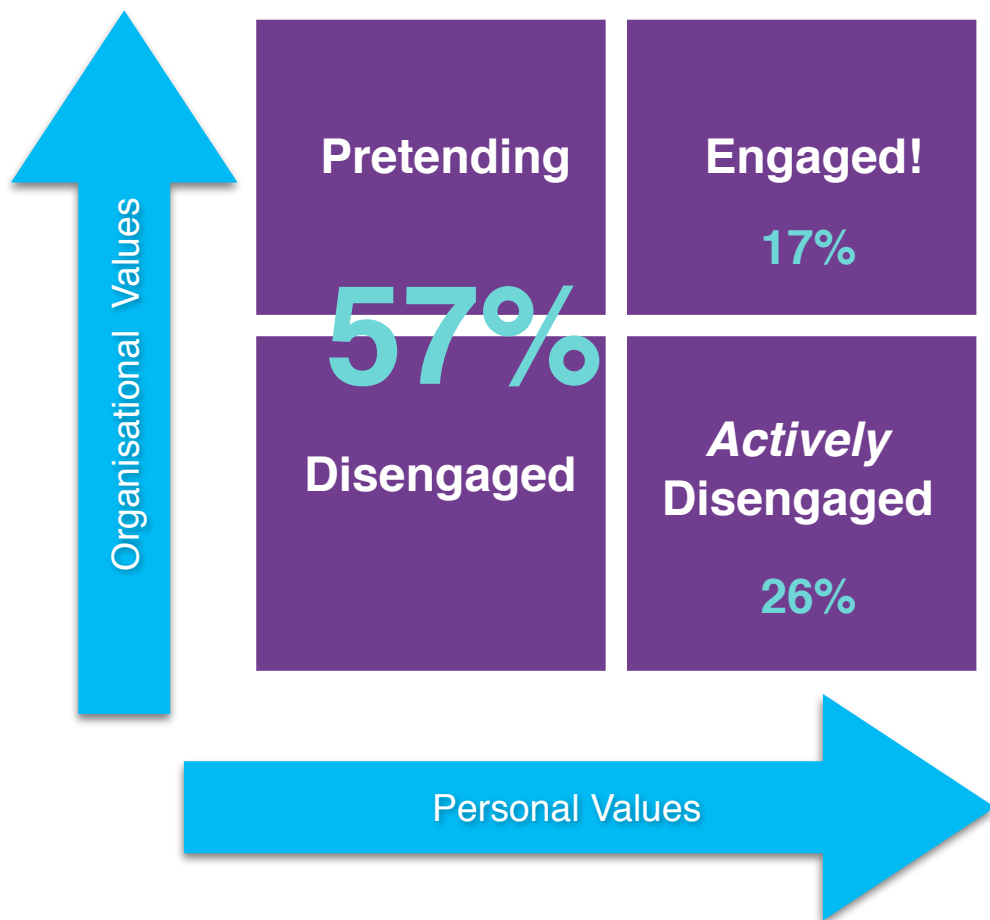 Organisational Values
Pretending
Engaged!
17%
57%
Disengaged
Actively
Disengaged
26%
Personal Values